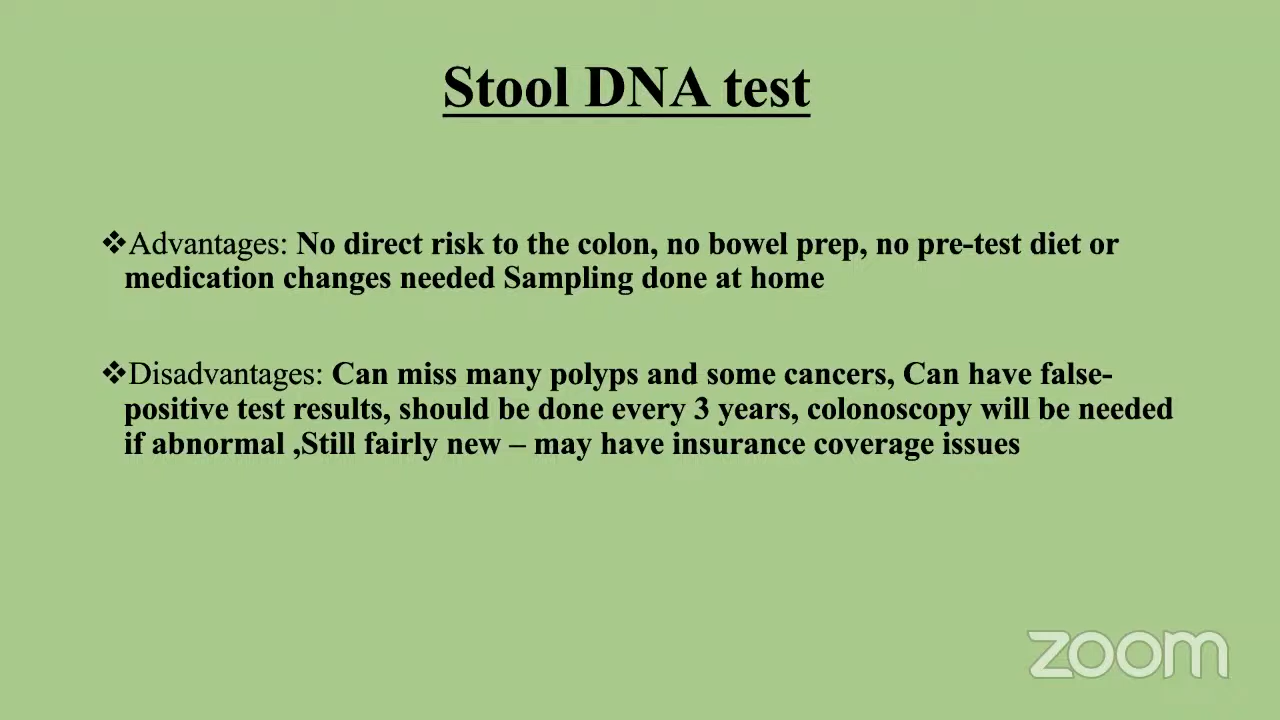 Stool DNA test
❖Advantages: No direct risk to the colon, no bowel prep, no pre-test diet or
medication changes needed Sampling done at home
❖Disadvantages: Can miss many polyps and some cancers, Can have false-
positive test results, should be done every 3 years, colonoscopy will be needed
if abnormal ,Still fairly new – may have insurance coverage issues
zoom